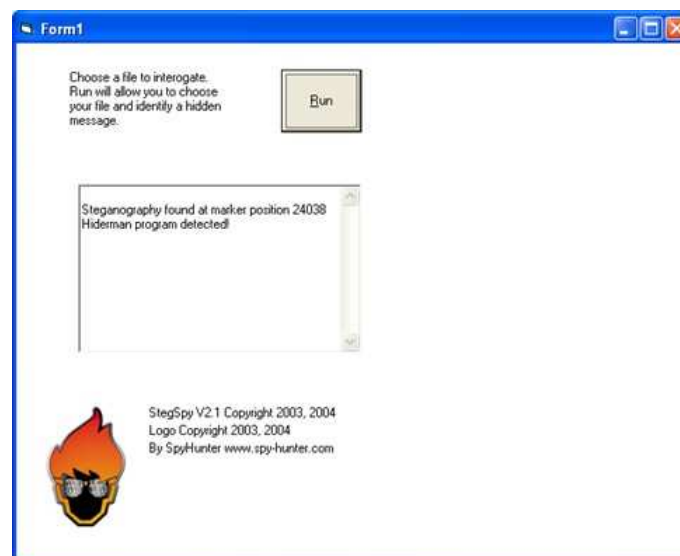 Form1
Choose a file to interogate.
Run will allow you to choose
your file and identify a hidden
message.
Run
Steganography found at marker position 24038
Hiderman program detected!
StegSpy V2.1 Copyright 2003, 2004
Logo Copyright 2003, 2004
By SpyHunter www.spy-hunter.com